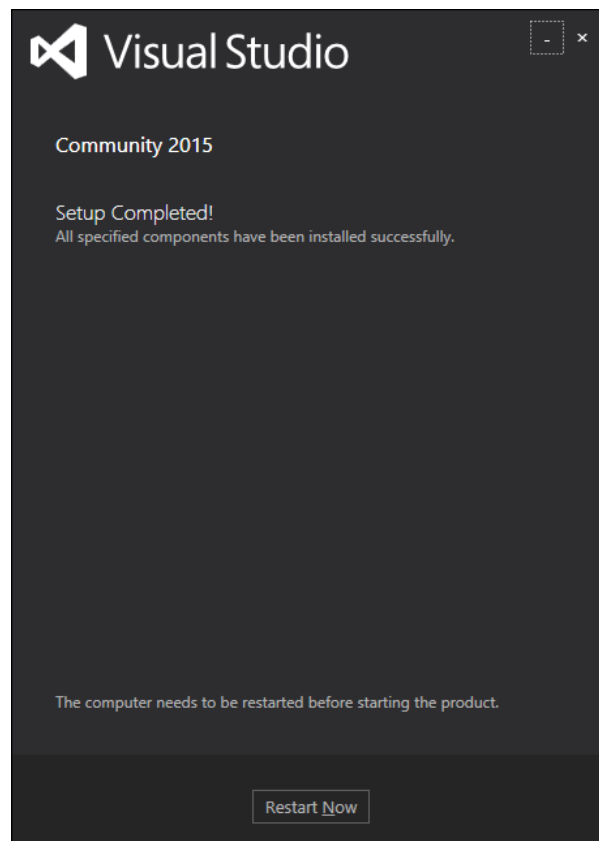 Visual Studio
Community 2015
Setup Completed!
All specified components have been installed successfully.
The computer needs to be restarted before starting the product.
Restart Now